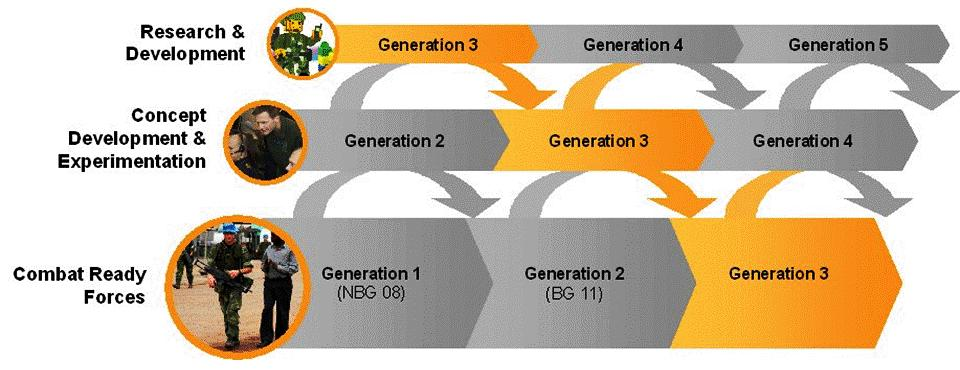 Research &
Development
Generation 3
Generation 4
Generation 5
Concept
Development &
Experimentation
Generation 2
Generation 3
Generation 4
Combat Ready
Forces
Generation 1
(NBG 08)
Generation 2
(BG 11)
Generation 3